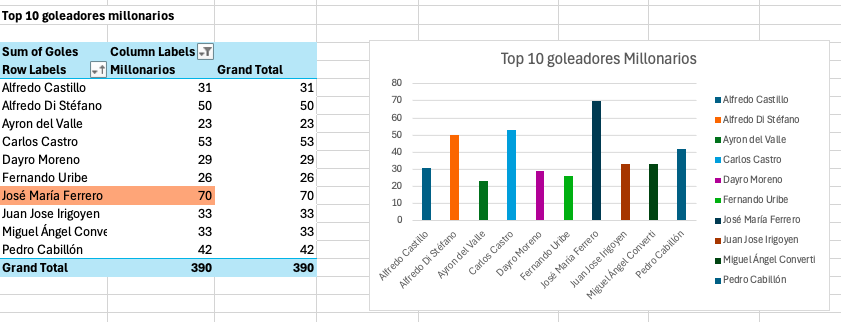 Top 10 goleadores millonarios
Sum of Goles Column Labels
Row Labels Millonarios Grand Total
Alfredo Castillo 31 31
Alfredo Di Stéfano 50 50
Ayron del Valle 23 23
Carlos Castro 53 53
Dayro Moreno 29 29
Fernando Uribe 26 26
José María Ferrero 70 70
Juan Jose Irigoyen 33 33
Miguel Ángel Conve 33 33
Pedro Cabillón 42 42
Grand Total 390 390
Top 10 goleadores Millonarios
80
70
60
50
40
30
20
10
0
Alfredo Castillo
Alfredo Di Stéfano
Ayron del Valle
Carlos Castro
Dayro Moreno
Fernando Uribe
José María Ferrero
Juan Jose Irigoyen
Miguel Ángel Converti
Pedro Cabillón
Alfredo Castillo
Alfredo Di Stéfano
Ayron del Valle
Carlos Castro
Dayro Moreno
Fernando Uribe
José María Ferrero
Juan Jose Irigoyen
Miguel Ángel Converti
Pedro Cabillón